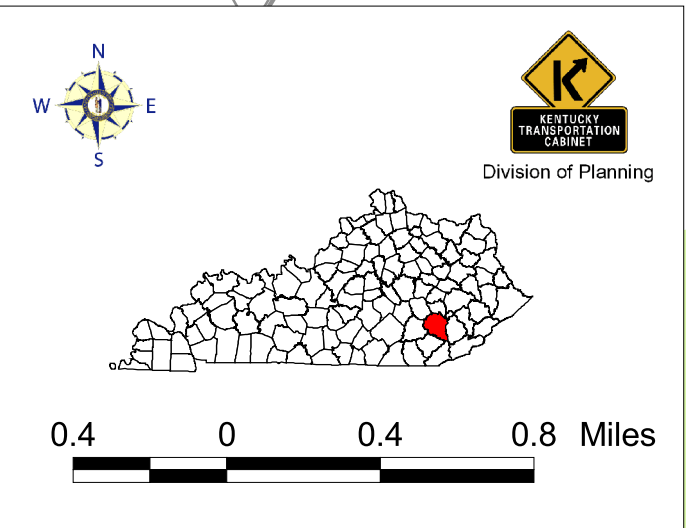 N
W E
S
KENTUCKY
TRANSPORTATION
CABINET
Division of Planning
0.4 0 0.4 0.8 Miles